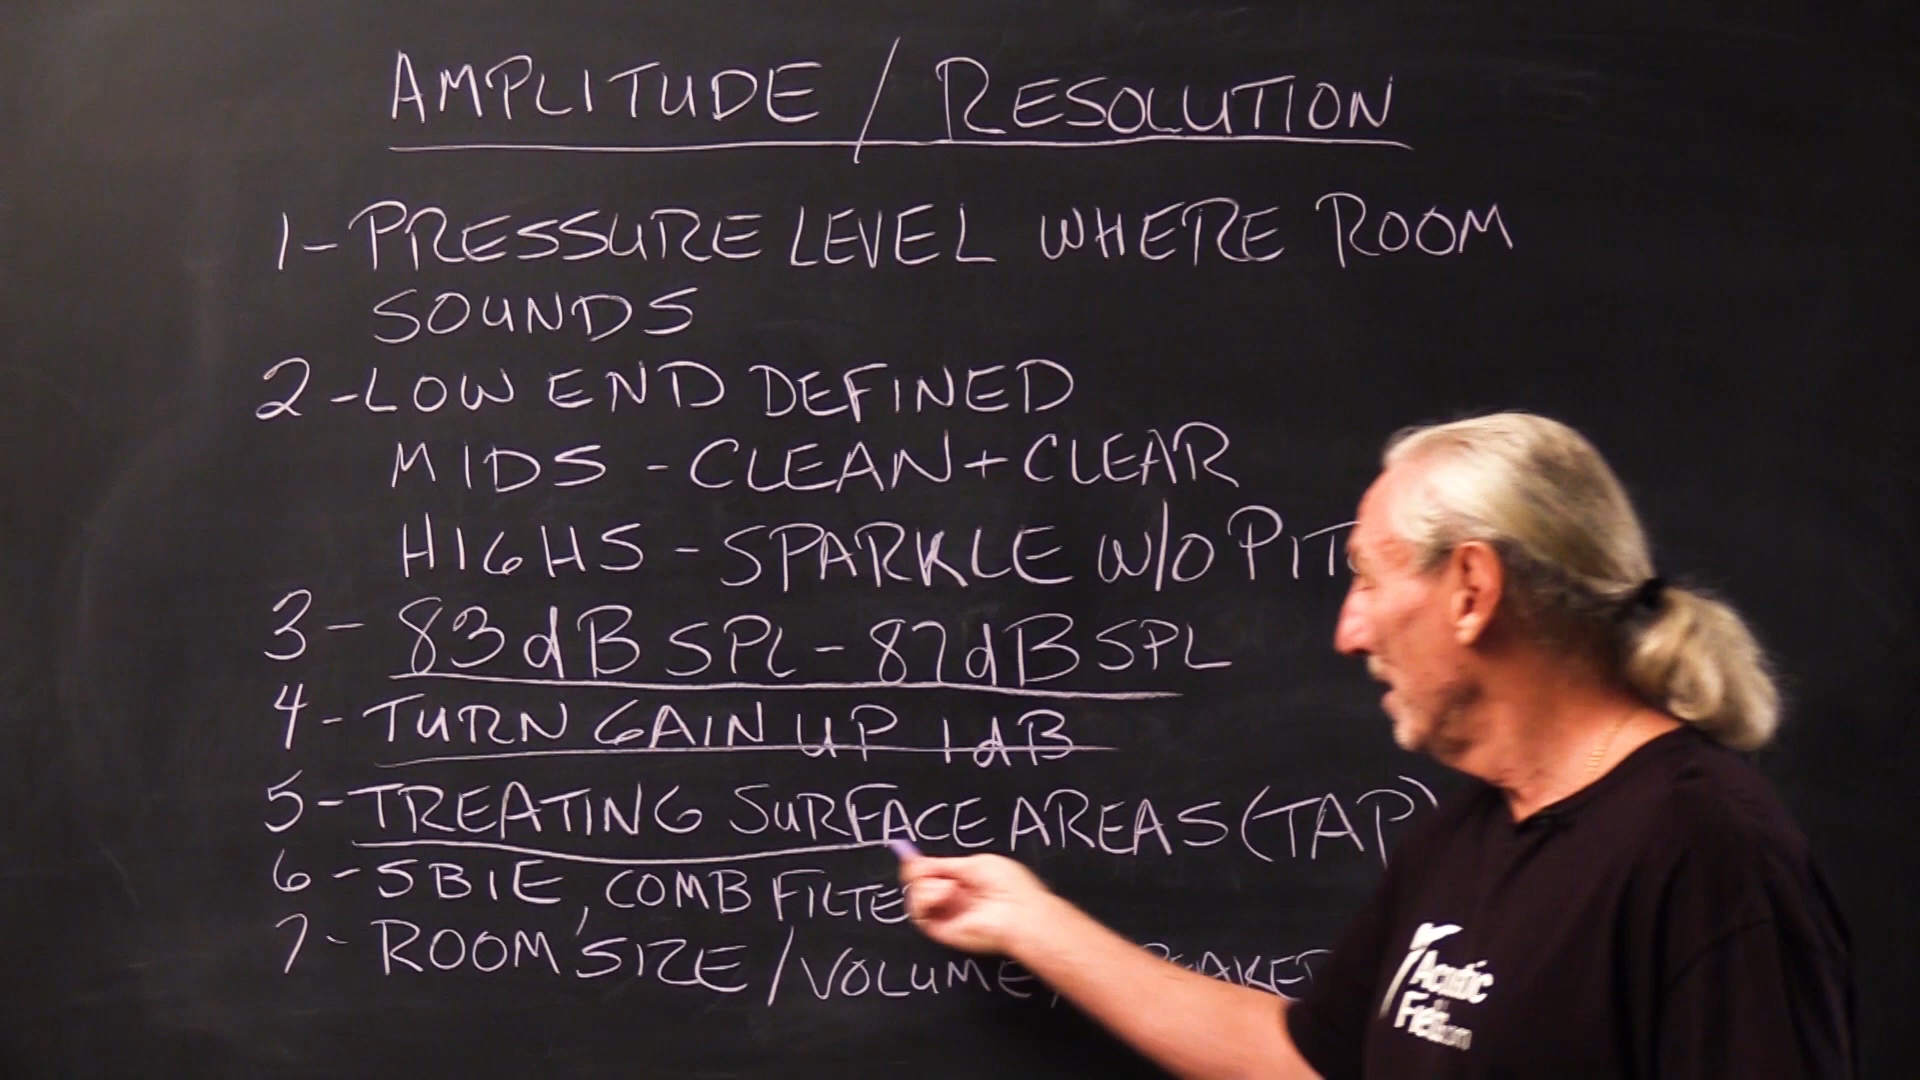 AMPLITUDE / RESOLUTION
1- PRESSURE LEVEL WHERE ROOM
SOUNDS
2 - LOW END DEFINED
MIDS - CLEAN + CLEAR
HIGHS - SPARKLE W/O
3 - 83dB SPL - 87dB SPL
4 - TURN GAIN UP 1dB
5 - TREATING SURFACE AREAS (TAP)
6 - SBIE, COMB
7 - ROOM SIZE / VOLUME,
Acoustic